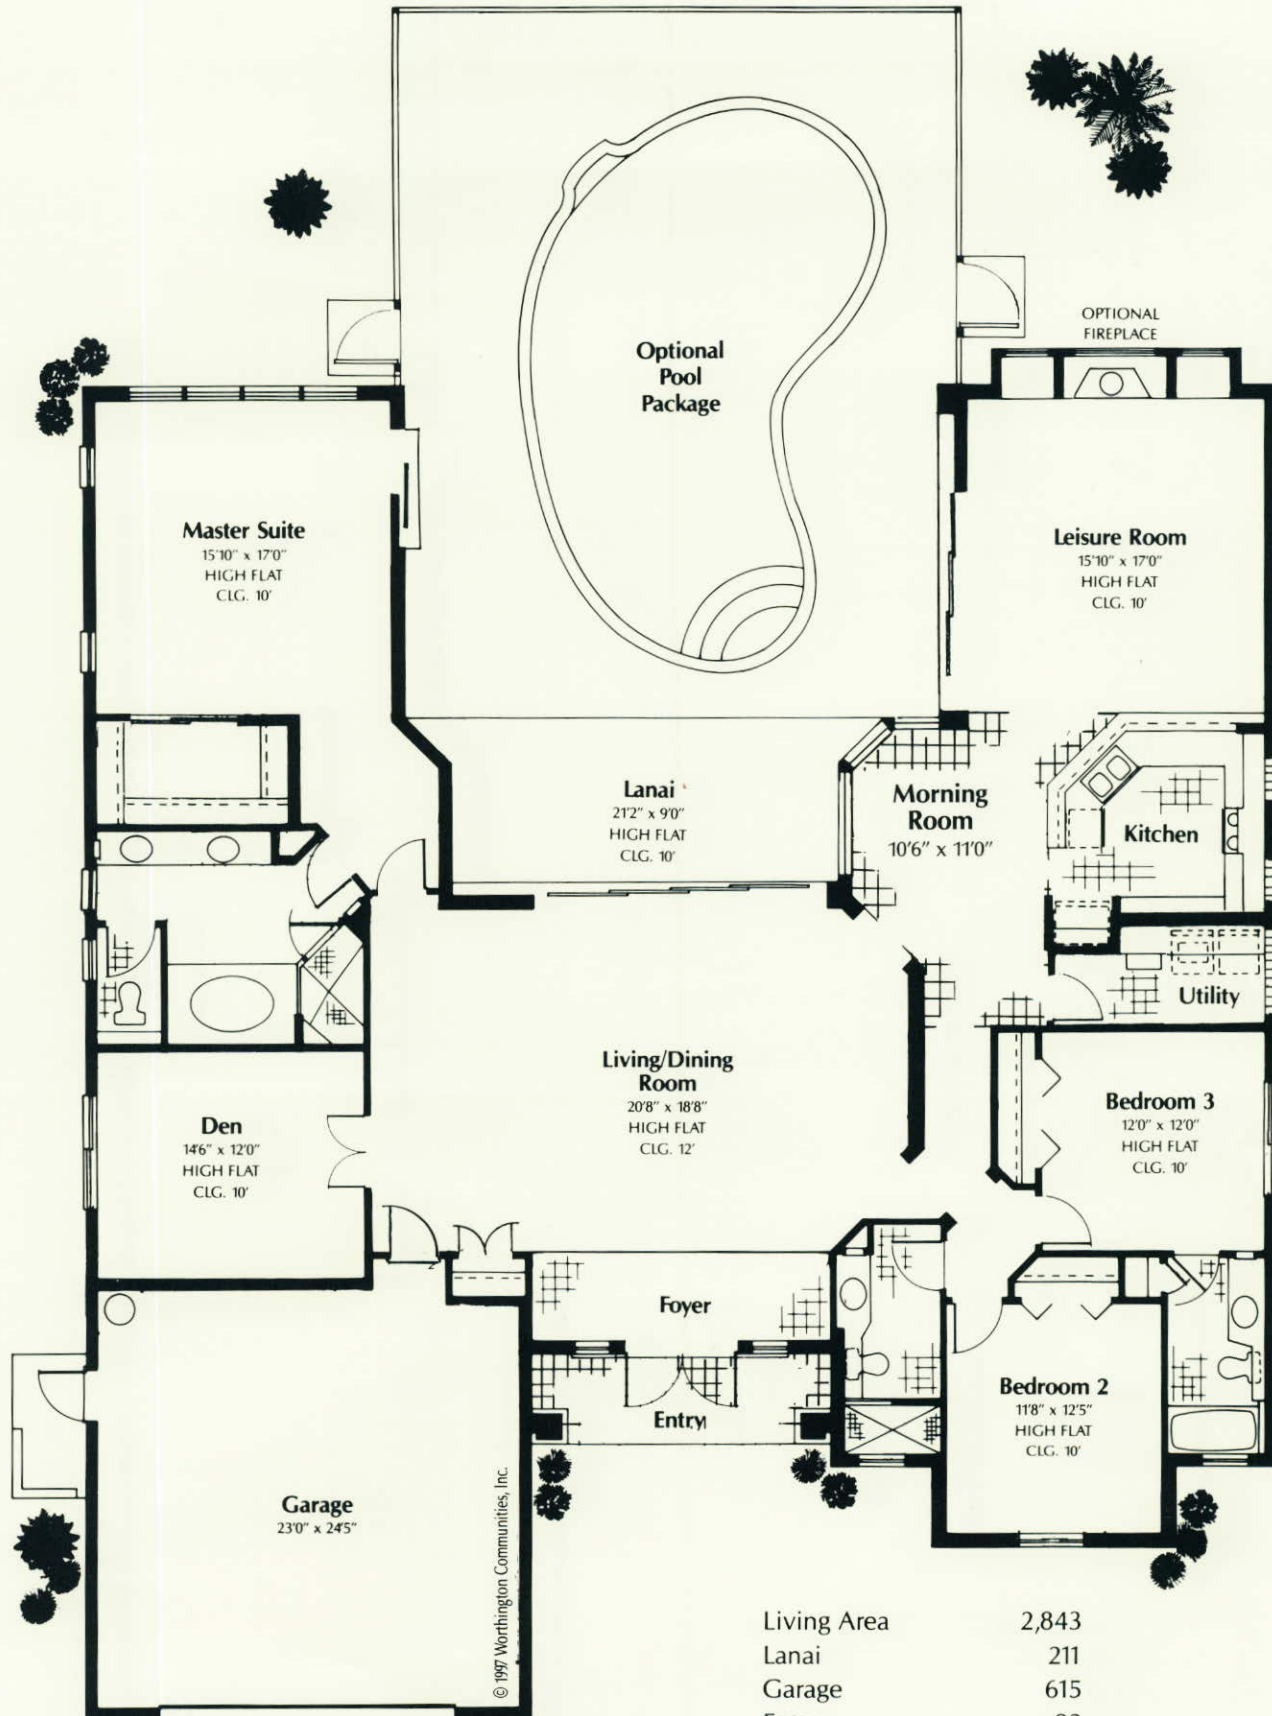 OPTIONAL
FIREPLACE
Optional
Pool
Package
Master Suite
15'10" x 17'0"
HIGH FLAT
CLG. 10'
Leisure Room
15'10" x 17'0"
HIGH FLAT
CLG. 10'
Lanai
21'2" x 9'0"
HIGH FLAT
CLG. 10'
Morning
Room
10'6" x 11'0"
Kitchen
Utility
Living/Dining
Room
20'8" x 18'8"
HIGH FLAT
CLG. 12'
Den
14'6" x 12'0"
HIGH FLAT
CLG. 10'
Bedroom 3
12'0" x 12'0"
HIGH FLAT
CLG. 10'
Foyer
Entry
Bedroom 2
11'8" x 12'5"
HIGH FLAT
CLG. 10'
Garage
23'0" x 24'5"
© 1997 Worthington Communities, Inc.
Living Area 2,843
Lanai 211
Garage 615